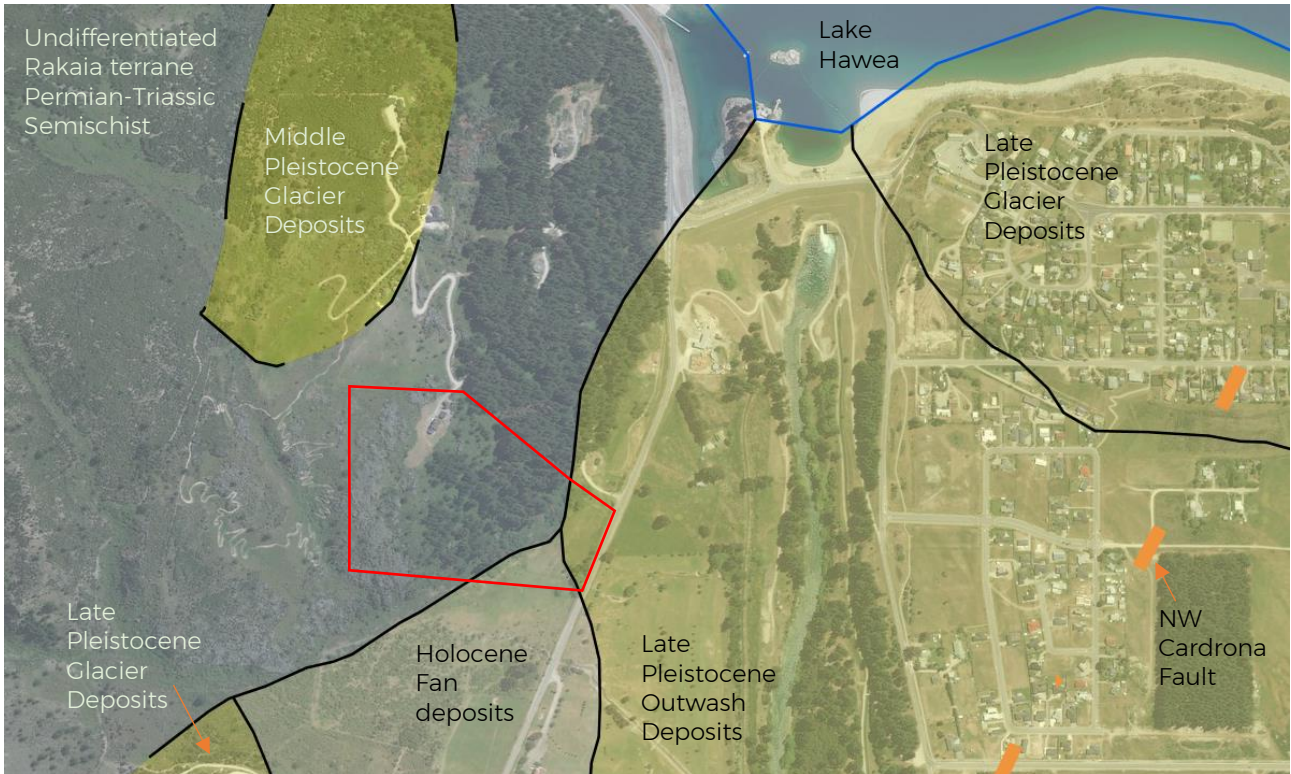 Undifferentiated
Rakaia terrane
Permian-Triassic
Semischist
Middle
Pleistocene
Glacier
Deposits
Lake
Hawea
Late
Pleistocene
Glacier
Deposits
Late
Pleistocene
Glacier
Deposits
Holocene
Fan
deposits
Late
Pleistocene
Outwash
Deposits
NW
Cardrona
Fault